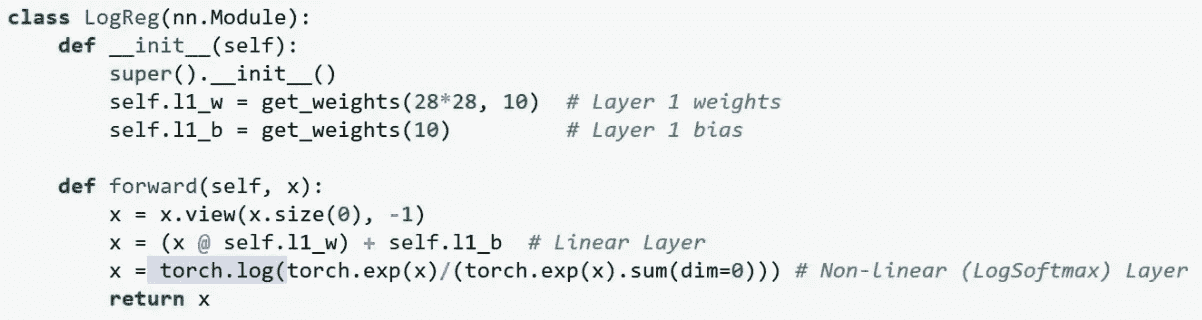 class LogReg(nn.Module):
    def __init__(self):
        super().__init__()
        self.l1_w = get_weights(28*28, 10)  # Layer 1 weights
        self.l1_b = get_weights(10)         # Layer 1 bias

    def forward(self, x):
        x = x.view(x.size(0), -1)
        x = (x @ self.l1_w) + self.l1_b  # Linear Layer
        x = torch.log(torch.exp(x)/(torch.exp(x).sum(dim=0))) # Non-linear (LogSoftmax) Layer
        return x